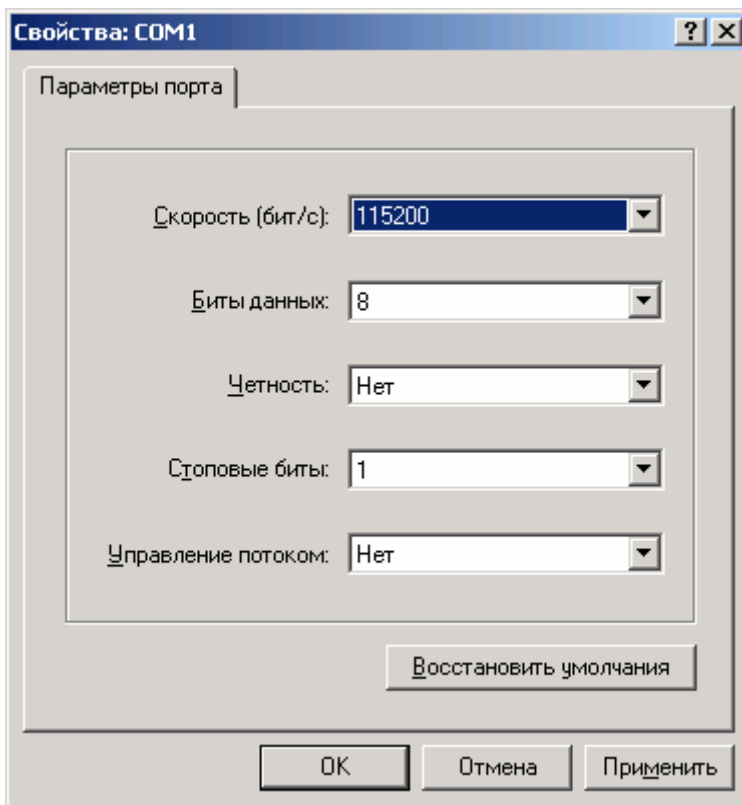 Свойства: COM1
Параметры порта
Скорость (бит/с): 115200
Биты данных: 8
Четность: Нет
Стоповые биты: 1
Управление потоком: Нет
Восстановить умолчания
OK Отмена Применить